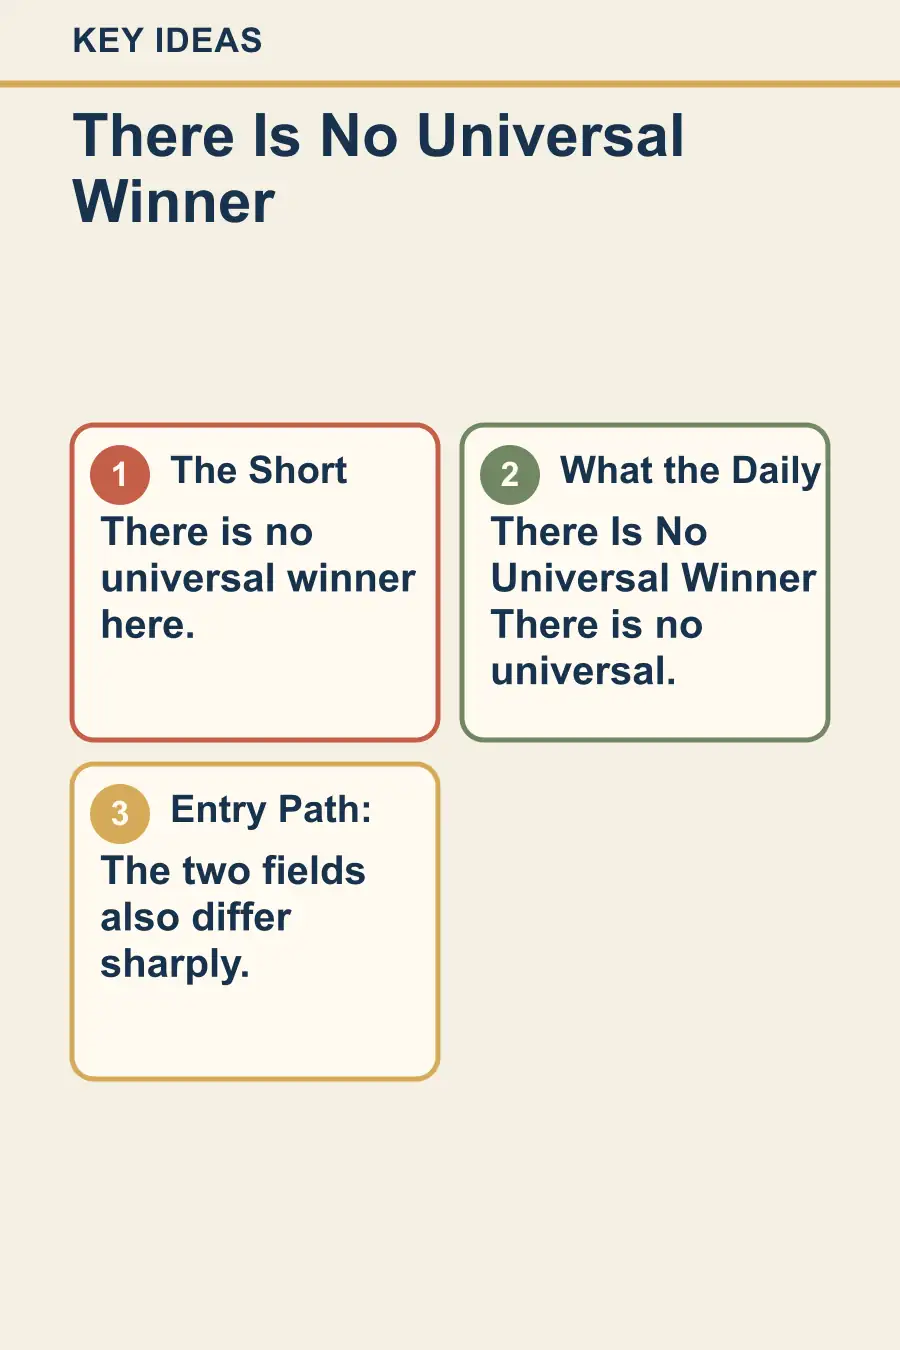 KEY IDEAS
There Is No Universal
Winner
1
The Short
There is no
universal winner
here.
2
What the Daily
There Is No
Universal Winner
There is no
universal.
3
Entry Path:
The two fields
also differ
sharply.